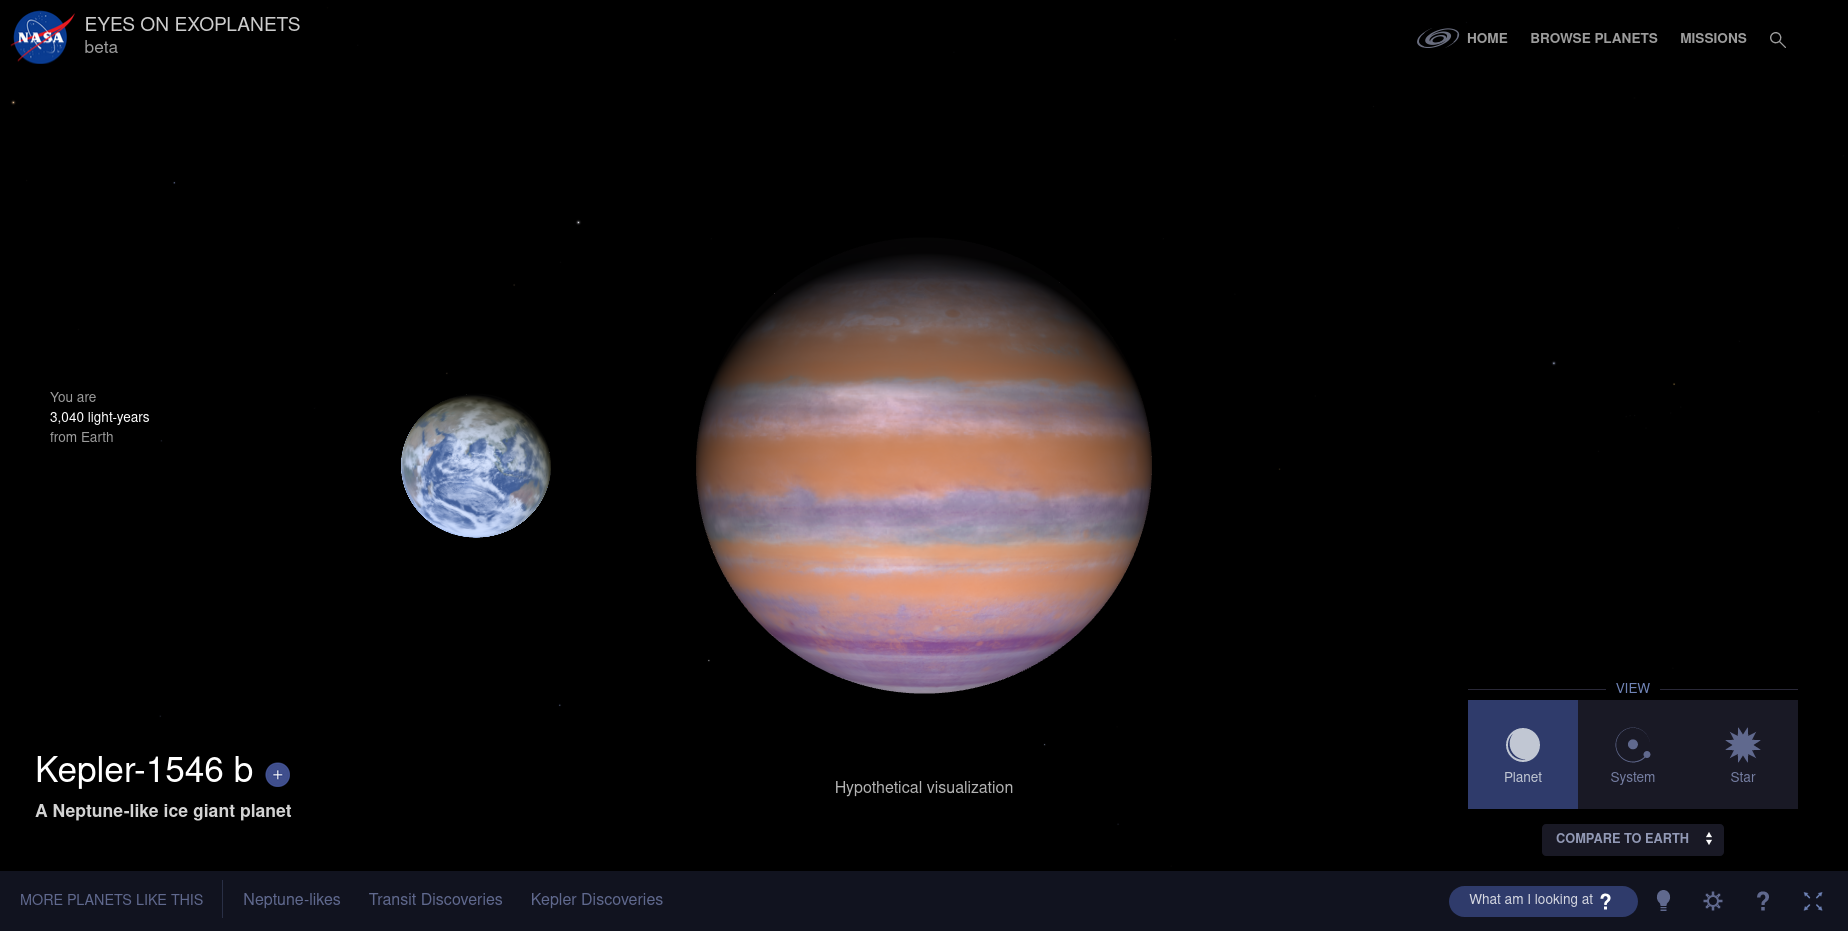 NASA
EYES ON EXOPLANETS
beta
HOME
BROWSE PLANETS
MISSIONS
You are
3,040 light-years
from Earth
Kepler-1546 b +
A Neptune-like ice giant planet
Hypothetical visualization
VIEW
Planet
System
Star
COMPARE TO EARTH
MORE PLANETS LIKE THIS
Neptune-likes
Transit Discoveries
Kepler Discoveries
What am I looking at ?
?